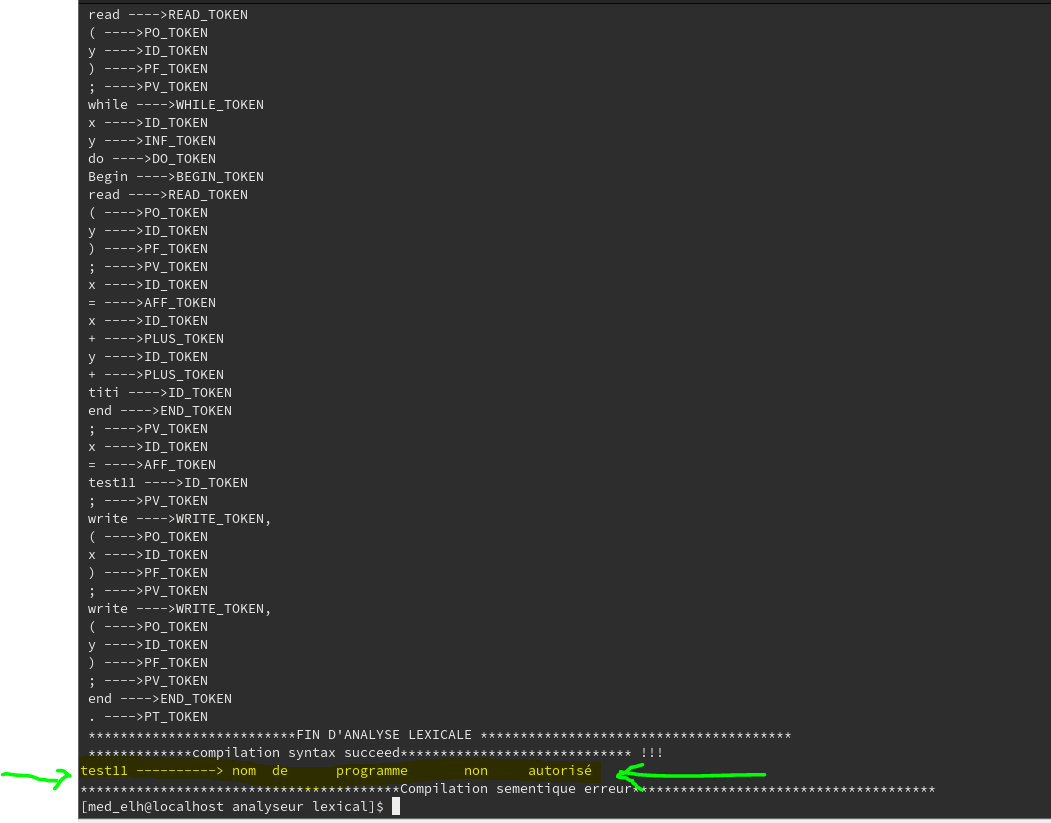 read ---->READ_TOKEN
( ---->PO_TOKEN
y ---->ID_TOKEN
) ---->PF_TOKEN
; ---->PV_TOKEN
while ---->WHILE_TOKEN
x ---->ID_TOKEN
y ---->INF_TOKEN
do ---->DO_TOKEN
Begin ---->BEGIN_TOKEN
read ---->READ_TOKEN
( ---->PO_TOKEN
y ---->ID_TOKEN
) ---->PF_TOKEN
; ---->PV_TOKEN
x ---->ID_TOKEN
= ---->AFF_TOKEN
x ---->ID_TOKEN
+ ---->PLUS_TOKEN
y ---->ID_TOKEN
+ ---->PLUS_TOKEN
titi ---->ID_TOKEN
end ---->END_TOKEN
; ---->PV_TOKEN
x ---->ID_TOKEN
= ---->AFF_TOKEN
test11 ---->ID_TOKEN
; ---->PV_TOKEN
write ---->WRITE_TOKEN,
( ---->PO_TOKEN
x ---->ID_TOKEN
) ---->PF_TOKEN
; ---->PV_TOKEN
write ---->WRITE_TOKEN,
( ---->PO_TOKEN
y ---->ID_TOKEN
) ---->PF_TOKEN
; ---->PV_TOKEN
end ---->END_TOKEN
. ---->PT_TOKEN
**************************FIN D'ANALYSE LEXICALE ***************************************
*************compilation syntax succeed***************************** !!!
test11 ----------> nom  de      programme       non     autorisé
****************************************Compilation sementique erreur**************************************
[med_elh@localhost analyseur lexical]$